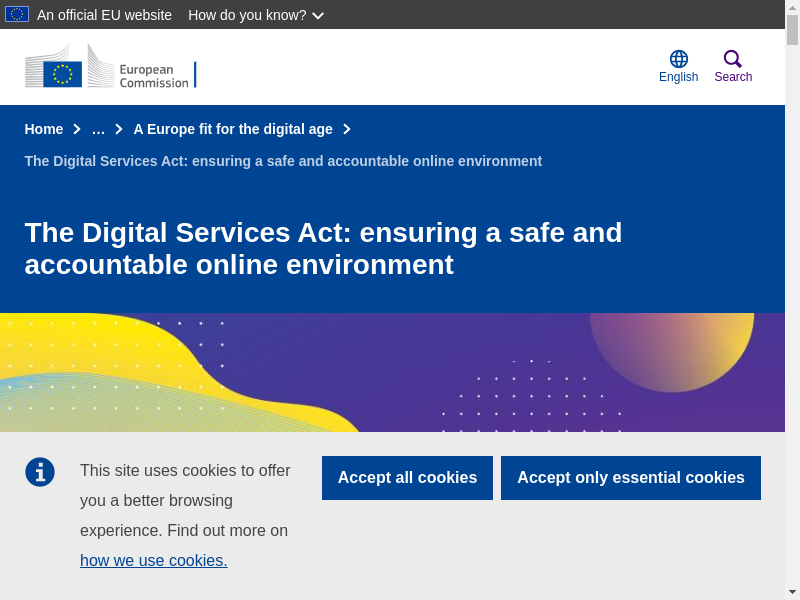 An official EU website How do you know?
European
Commission
English Search
Home … A Europe fit for the digital age
The Digital Services Act: ensuring a safe and accountable online environment
The Digital Services Act: ensuring a safe and
accountable online environment
This site uses cookies to offer
you a better browsing
experience. Find out more on
how we use cookies.
Accept all cookies Accept only essential cookies